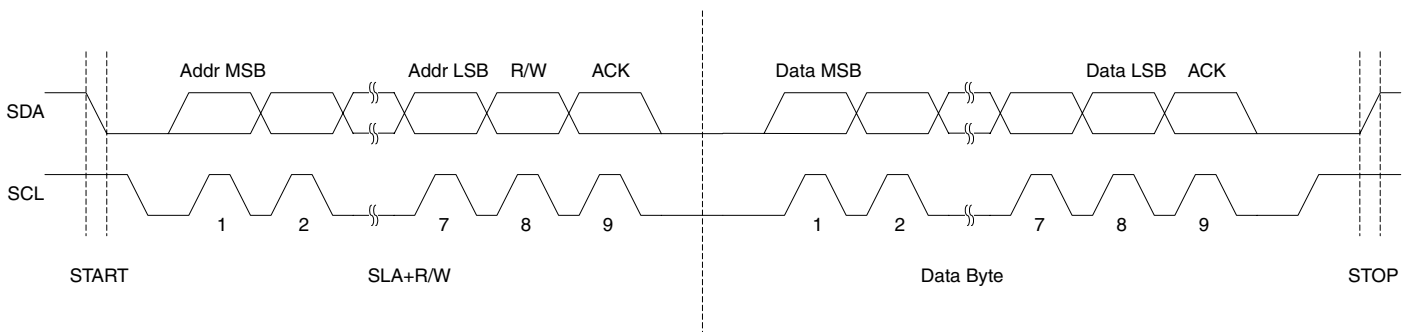 Addr MSB Addr LSB R/W ACK Data MSB Data LSB ACK
SDA
SCL
1 2 7 8 9 1 2 7 8 9
START SLA+R/W Data Byte STOP